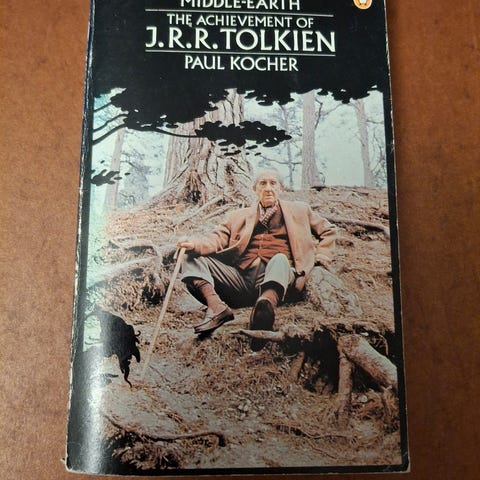 MIDDLE-EARTH
THE ACHIEVEMENT OF
J.R.R.TOLKIEN
PAUL KOCHER